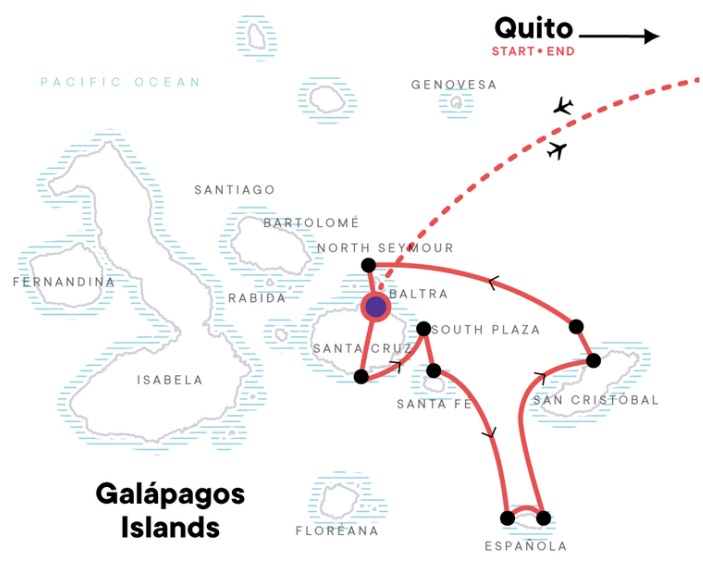 Quito
START • END
PACIFIC OCEAN
GENOVESA
SANTIAGO
BARTOLOMÉ
NORTH SEYMOUR
FERNANDINA
RABIDA
BALTRA
SOUTH PLAZA
SANTA CRUZ
ISABELA
SANTA FE
SAN CRISTÓBAL
Galápagos
Islands
FLOREANA
ESPAÑOLA